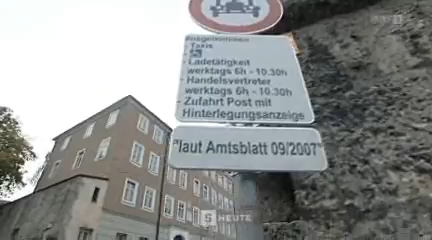 Ausgenommen
- Taxis
-
- Ladetätigkeit
werktags 6h - 10.30h
- Handelsvertreter
werktags 6h - 10.30h
- Zufahrt Post mit
Hinterlegungsanzeige
"laut Amtsblatt 09/2007"
S HEUTE
ORF